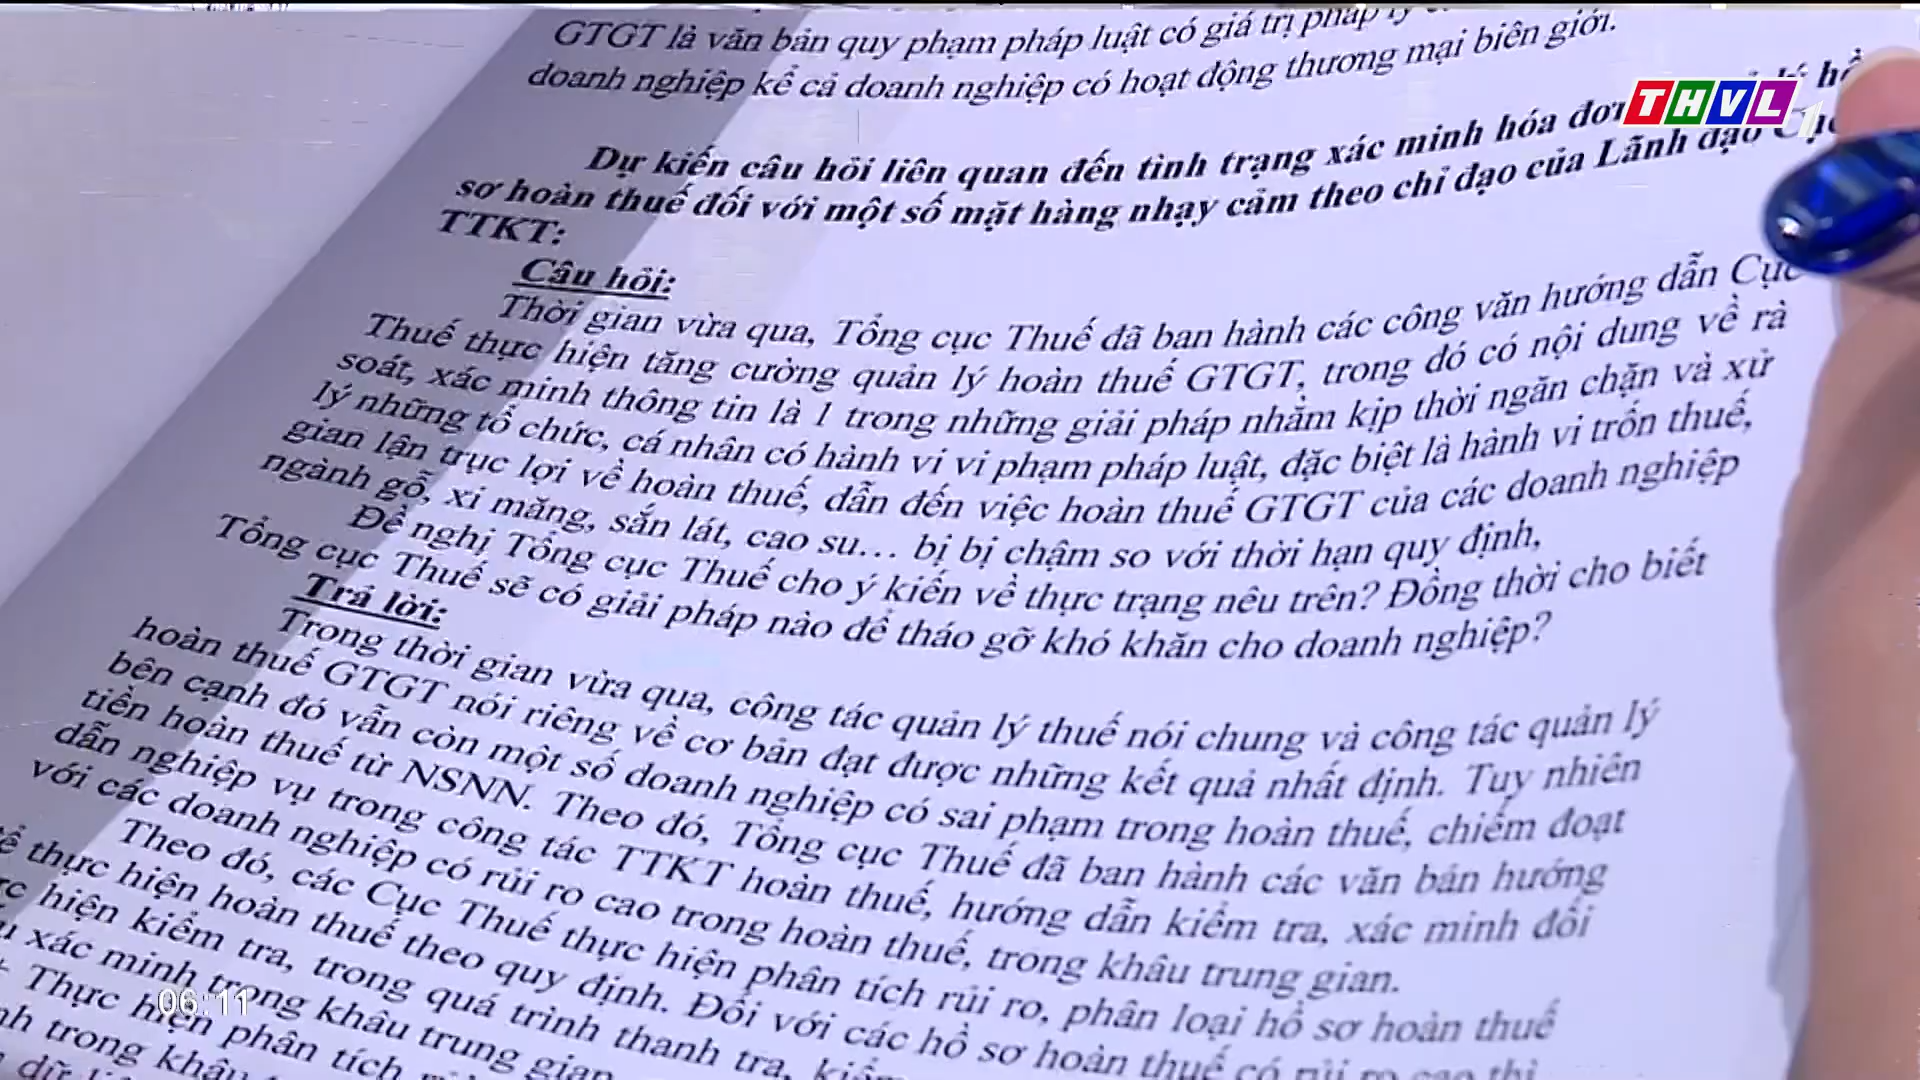 GTGT là văn bản quy phạm pháp luật có giá trị pháp lý
doanh nghiệp kể cả doanh nghiệp có hoạt động thương mại biên giới.
THVL1
Dự kiến câu hỏi liên quan đến tình trạng xác minh hóa đơn
sơ hoàn thuế đối với một số mặt hàng nhạy cảm theo chỉ đạo của Lãnh đạo
TTKT:
Câu hỏi:
Thời gian vừa qua, Tổng cục Thuế đã ban hành các công văn hướng dẫn Cục
Thuế thực hiện tăng cường quản lý hoàn thuế GTGT, trong đó có nội dung về rà
soát, xác minh thông tin là 1 trong những giải pháp nhằm kịp thời ngăn chặn và xử
lý những tổ chức, cá nhân có hành vi vi phạm pháp luật, đặc biệt là hành vi trốn thuế,
gian lận trục lợi về hoàn thuế, dẫn đến việc hoàn thuế GTGT của các doanh nghiệp
ngành gỗ, xi măng, sắn lát, cao su... bị bị chậm so với thời hạn quy định,
Đề nghị Tổng cục Thuế cho ý kiến về thực trạng nêu trên? Đồng thời cho biết
Tổng cục Thuế sẽ có giải pháp nào để tháo gỡ khó khăn cho doanh nghiệp?
Trả lời:
Trong thời gian vừa qua, công tác quản lý thuế nói chung và công tác quản lý
hoàn thuế GTGT nói riêng về cơ bản đạt được những kết quả nhất định. Tuy nhiên
bên cạnh đó vẫn còn một số doanh nghiệp có sai phạm trong hoàn thuế, chiếm đoạt
tiền hoàn thuế từ NSNN. Theo đó, Tổng cục Thuế đã ban hành các văn bản hướng
dẫn nghiệp vụ trong công tác TTKT hoàn thuế, hướng dẫn kiểm tra, xác minh đối
với các doanh nghiệp có rủi ro cao trong hoàn thuế, trong khâu trung gian.
Theo đó, các Cục Thuế thực hiện phân tích rủi ro, phân loại hồ sơ hoàn thuế
thực hiện hoàn thuế theo quy định. Đối với các hồ sơ hoàn thuế có rủi ro cao thì
hiện kiểm tra, trong quá trình thanh tra,
xác minh trong khâu trung gian
Thực hiện phân tích
trong khâu
06:11